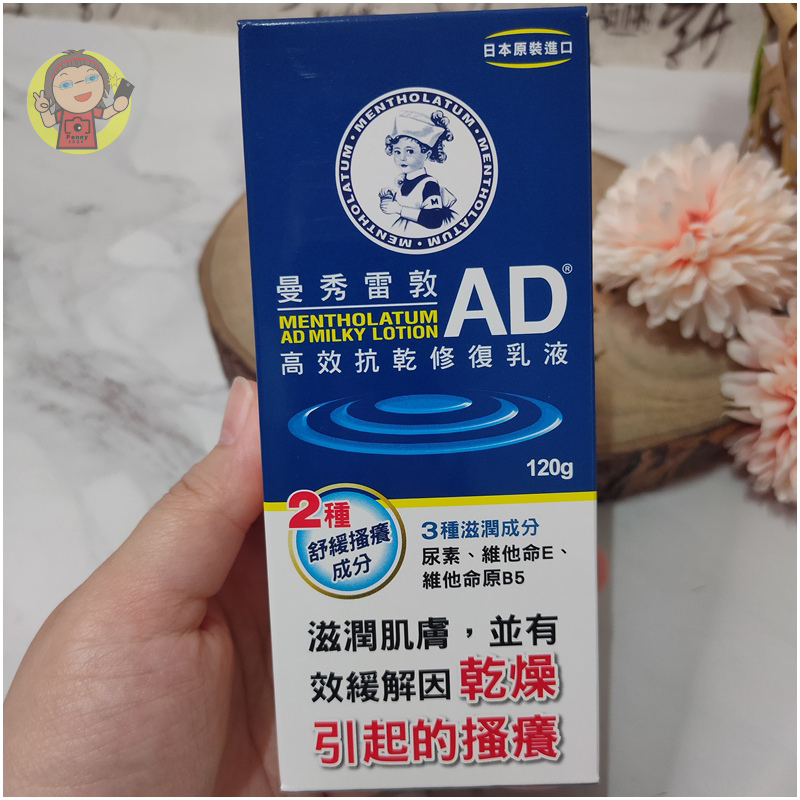 日本原裝進口
MENTHOLATUM · MENTHOLATUM · MENTHOLATUM · MENTHOLATUM ·
M
曼秀雷敦
AD®
MENTHOLATUM
AD MILKY LOTION
高效抗乾修復乳液
120g
2種
舒緩搔癢
成分
3種滋潤成分
尿素、維他命E、
維他命原B5
滋潤肌膚，並有
效緩解因乾燥
引起的搔癢